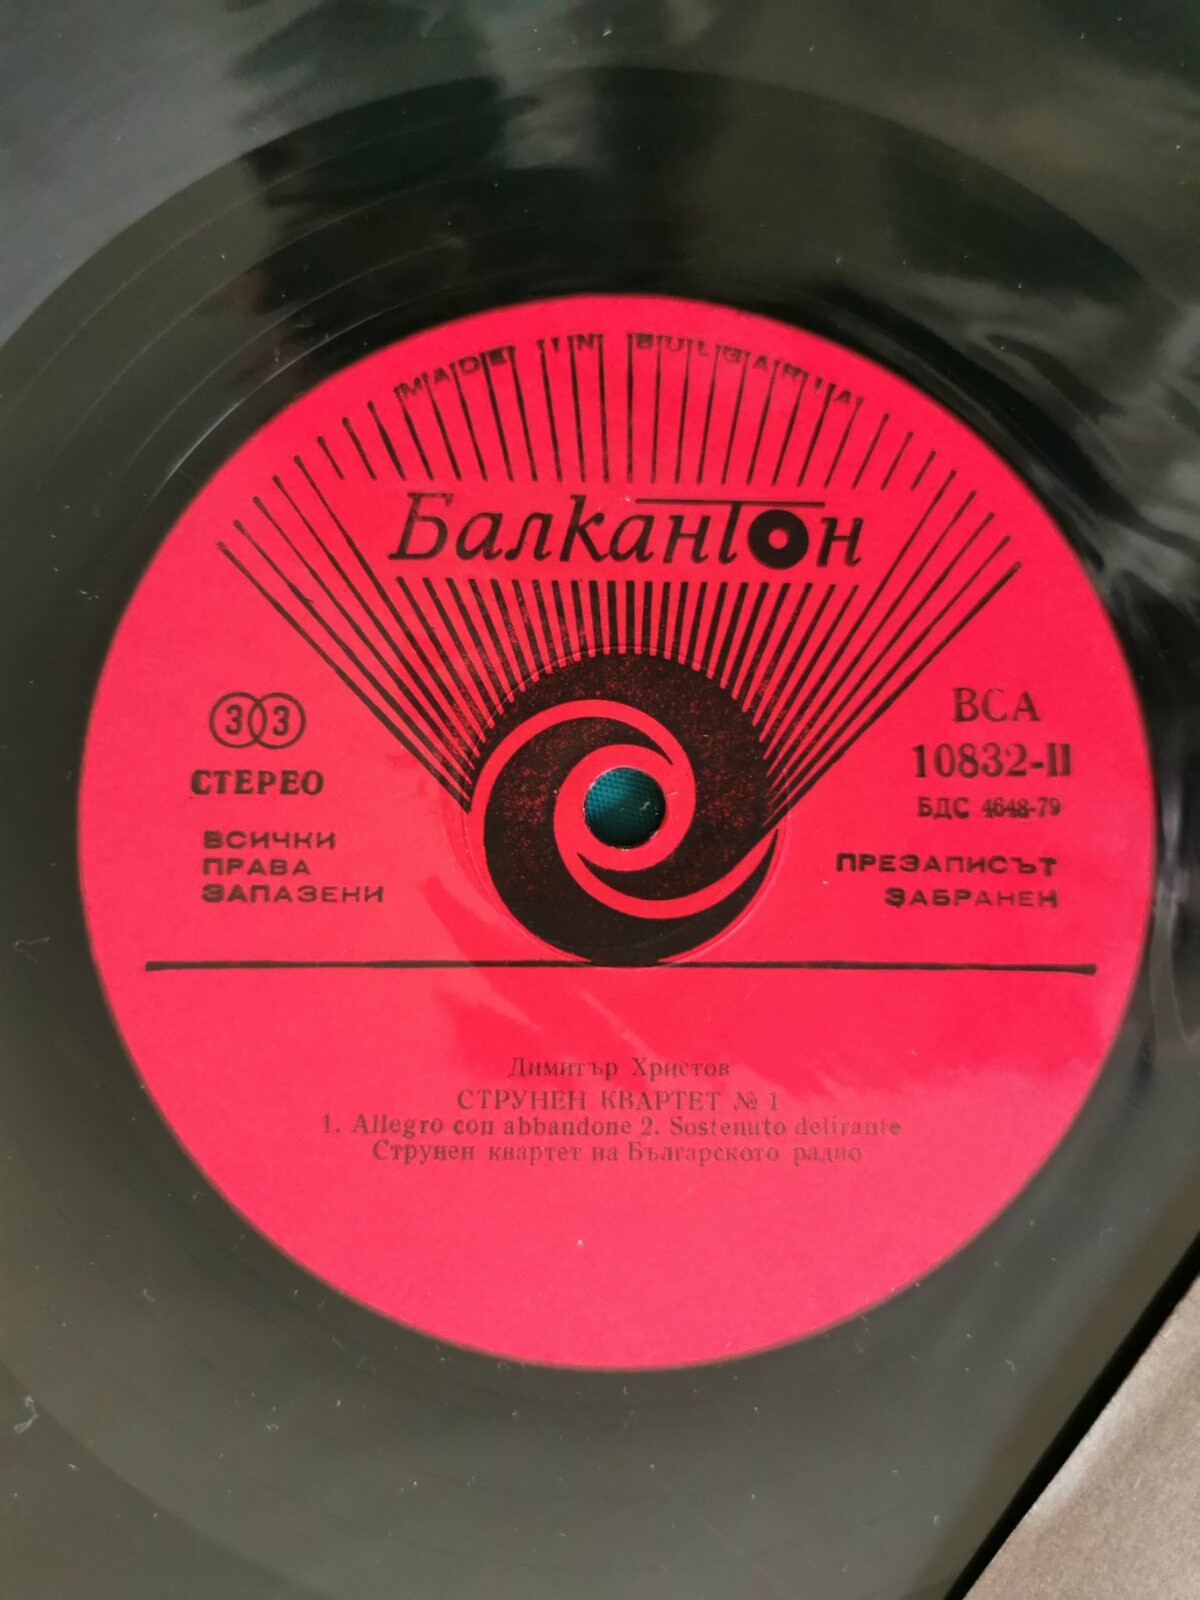 MADE IN BULGARIA
Балкантон
33
СТЕРЕО
ВСИЧКИ
ПРАВА
ЗАПАЗЕНИ
ВСА
10832-II
БДС 4648-79
ПРЕЗАПИСЪТ
ЗАБРАНЕН
Димитър Христов
СТРУНЕН КВАРТЕТ № 1
1. Allegro con abbandone 2. Sostenuto delirante
Струнен квартет на Българското радио